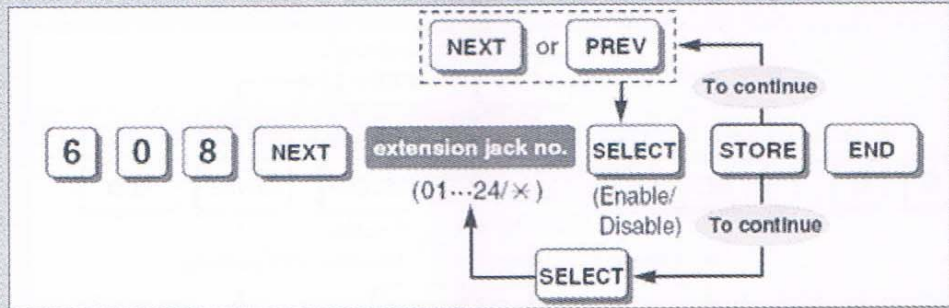 NEXT or PREV
To continue
6 0 8 NEXT extension jack no. SELECT STORE END
(01···24/✕)
(Enable/
Disable)
To continue
SELECT